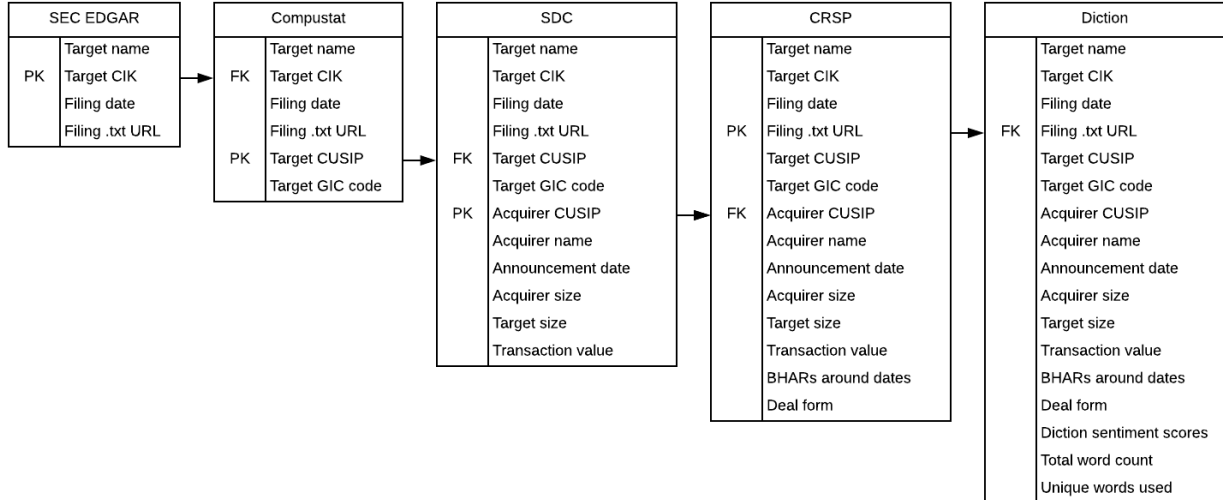 SEC EDGAR
Target name
PK Target CIK
Filing date
Filing .txt URL
Compustat
Target name
FK Target CIK
Filing date
Filing .txt URL
PK Target CUSIP
Target GIC code
SDC
Target name
Target CIK
Filing date
Filing .txt URL
FK Target CUSIP
Target GIC code
PK Acquirer CUSIP
Acquirer name
Announcement date
Acquirer size
Target size
Transaction value
CRSP
Target name
Target CIK
Filing date
PK Filing .txt URL
Target CUSIP
Target GIC code
FK Acquirer CUSIP
Acquirer name
Announcement date
Acquirer size
Target size
Transaction value
BHARs around dates
Deal form
Diction
Target name
Target CIK
Filing date
FK Filing .txt URL
Target CUSIP
Target GIC code
Acquirer CUSIP
Acquirer name
Announcement date
Acquirer size
Target size
Transaction value
BHARs around dates
Deal form
Diction sentiment scores
Total word count
Unique words used